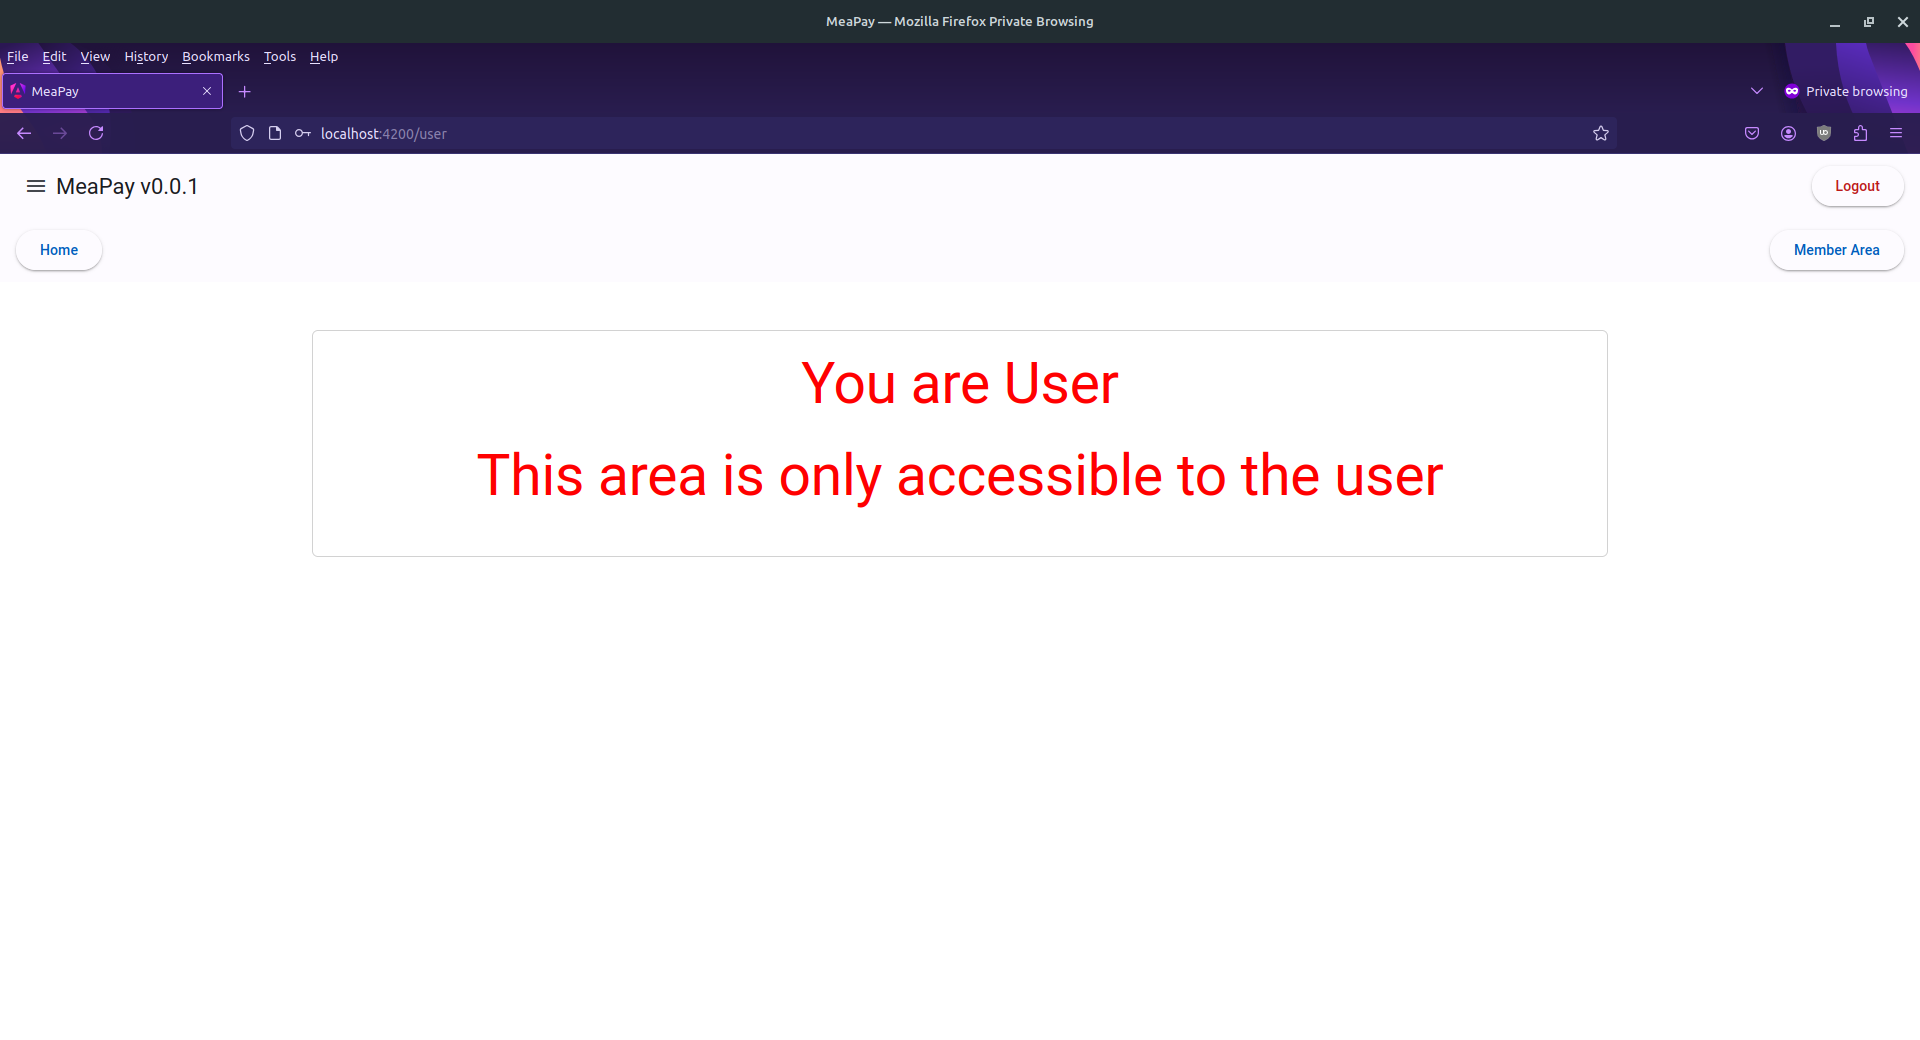 MeaPay — Mozilla Firefox Private Browsing
File Edit View History Bookmarks Tools Help
MeaPay
Private browsing
localhost:4200/user
MeaPay v0.0.1
Logout
Home
Member Area
You are User
This area is only accessible to the user